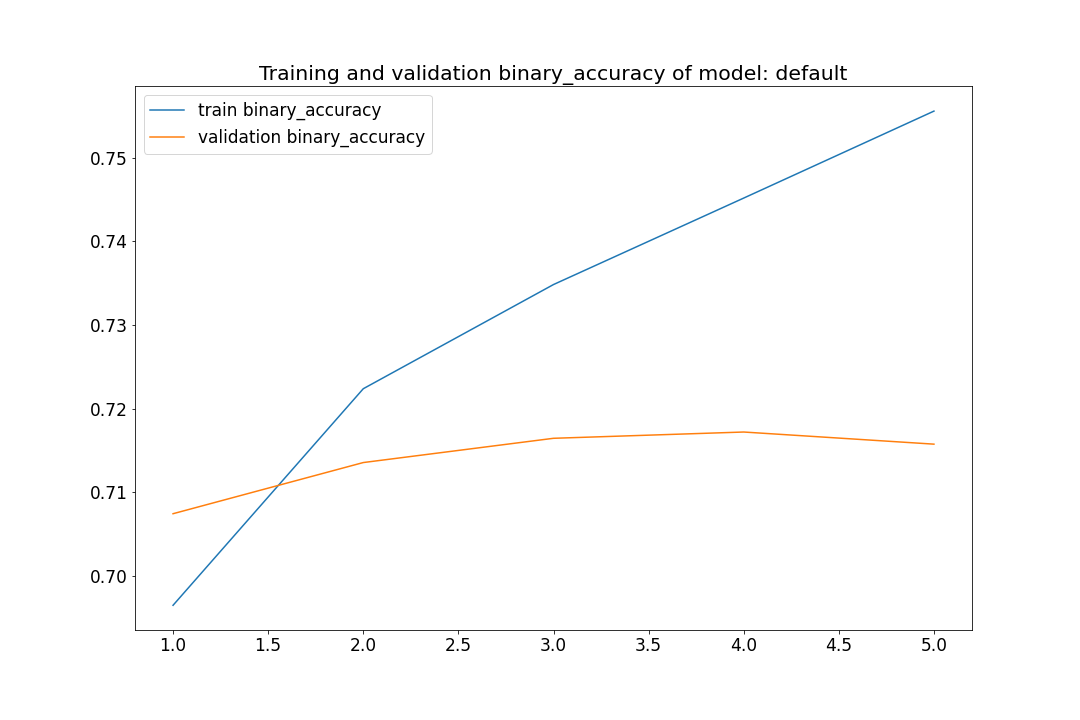 Training and validation binary_accuracy of model: default
train binary_accuracy
validation binary_accuracy
0.75
0.74
0.73
0.72
0.71
0.70
1.0 1.5 2.0 2.5 3.0 3.5 4.0 4.5 5.0